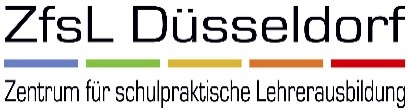 ZfsL Düsseldorf
Zentrum für schulpraktische Lehrerausbildung